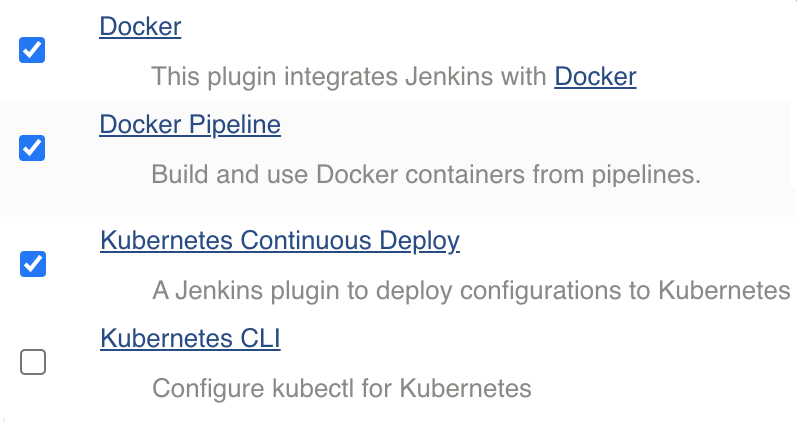 Docker
This plugin integrates Jenkins with Docker
Docker Pipeline
Build and use Docker containers from pipelines.
Kubernetes Continuous Deploy
A Jenkins plugin to deploy configurations to Kubernetes
Kubernetes CLI
Configure kubectl for Kubernetes